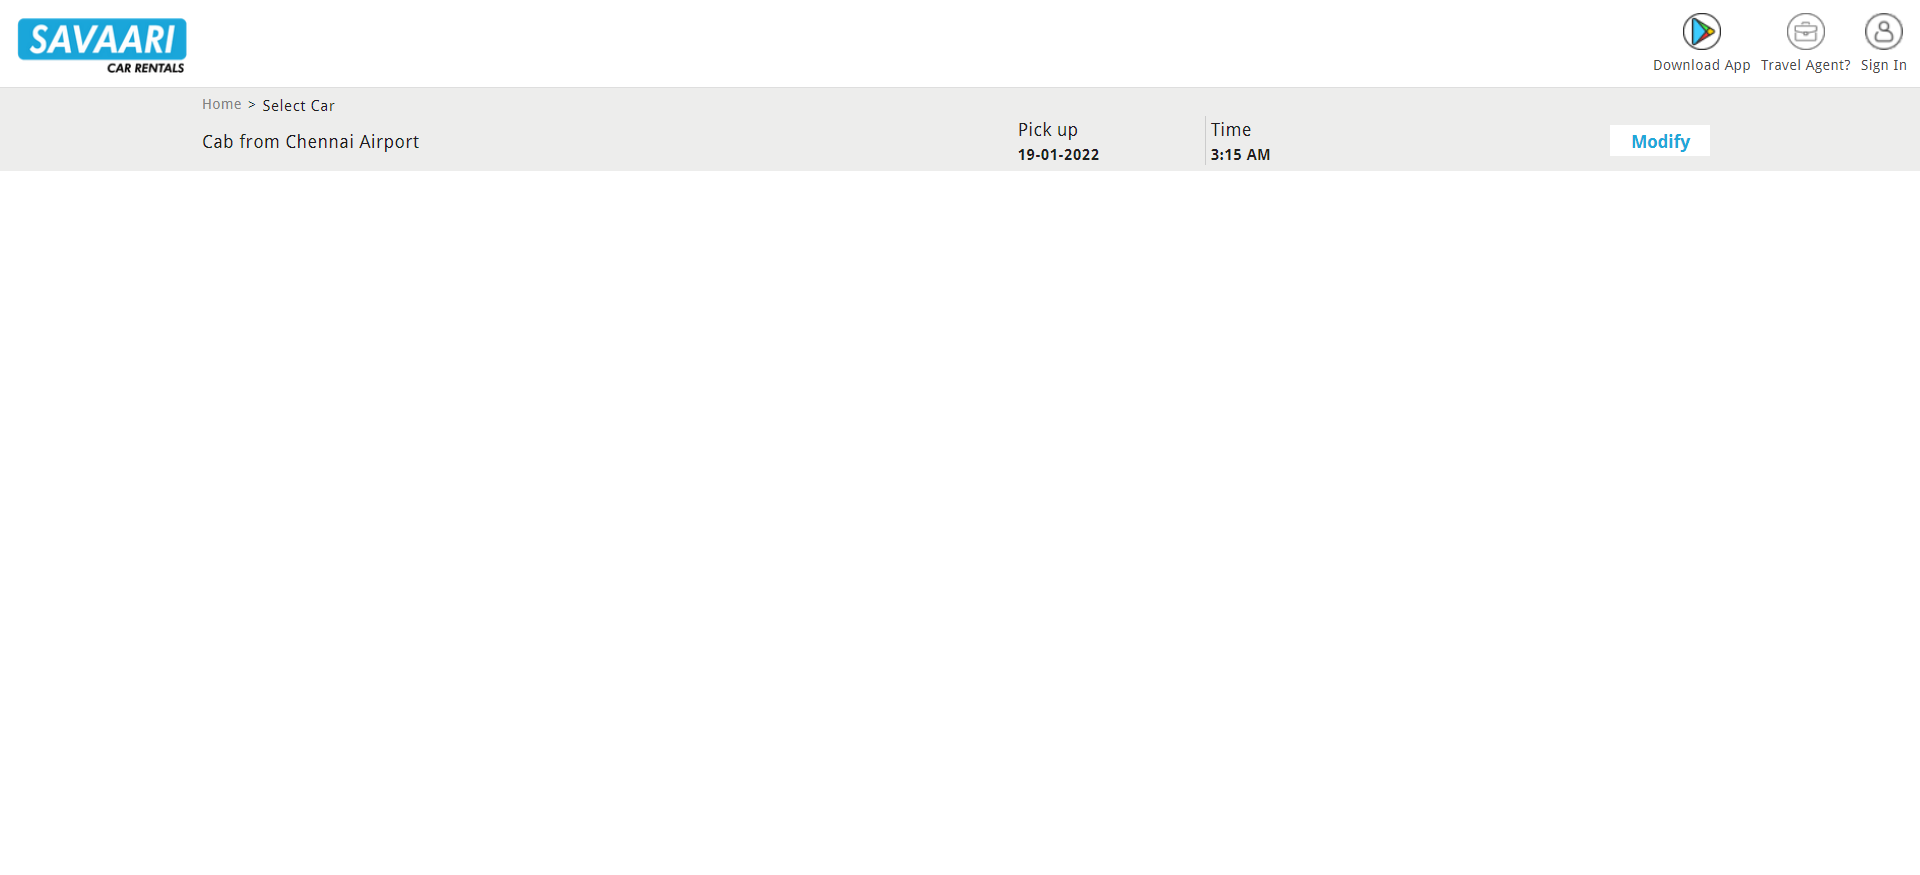 SAVAARI
CAR RENTALS
Download App
Travel Agent?
Sign In
Home > Select Car
Cab from Chennai Airport
Pick up
19-01-2022
Time
3:15 AM
Modify